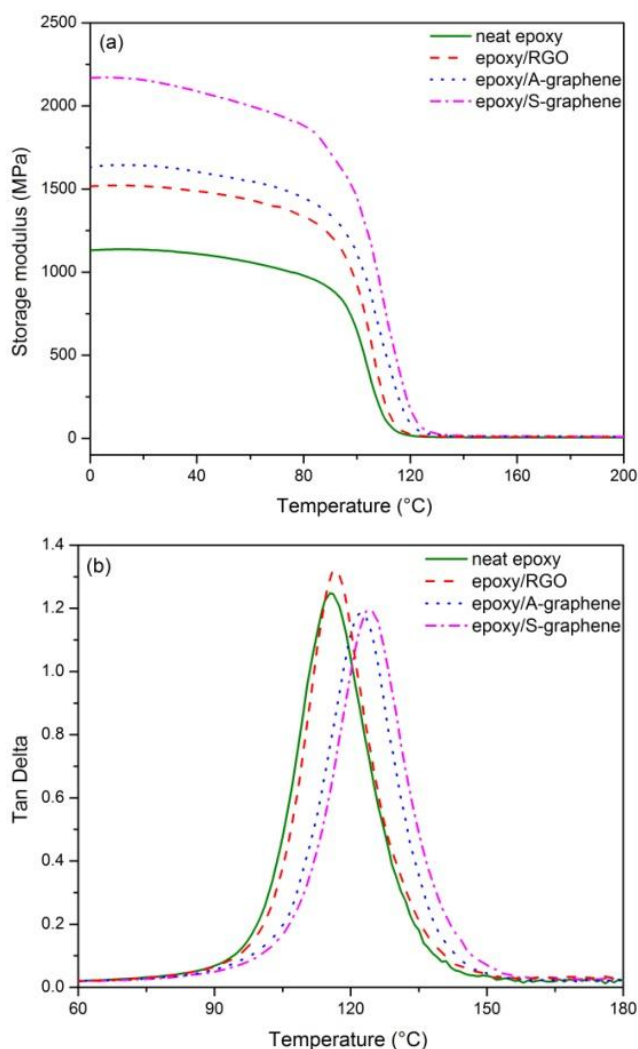 (a)
neat epoxy
epoxy/RGO
epoxy/A-graphene
epoxy/S-graphene
Storage modulus (MPa)
2500
2000
1500
1000
500
0
0 40 80 120 160 200
Temperature (°C)
(b)
neat epoxy
epoxy/RGO
epoxy/A-graphene
epoxy/S-graphene
Tan Delta
1.4
1.2
1.0
0.8
0.6
0.4
0.2
0.0
60 90 120 150 180
Temperature (°C)